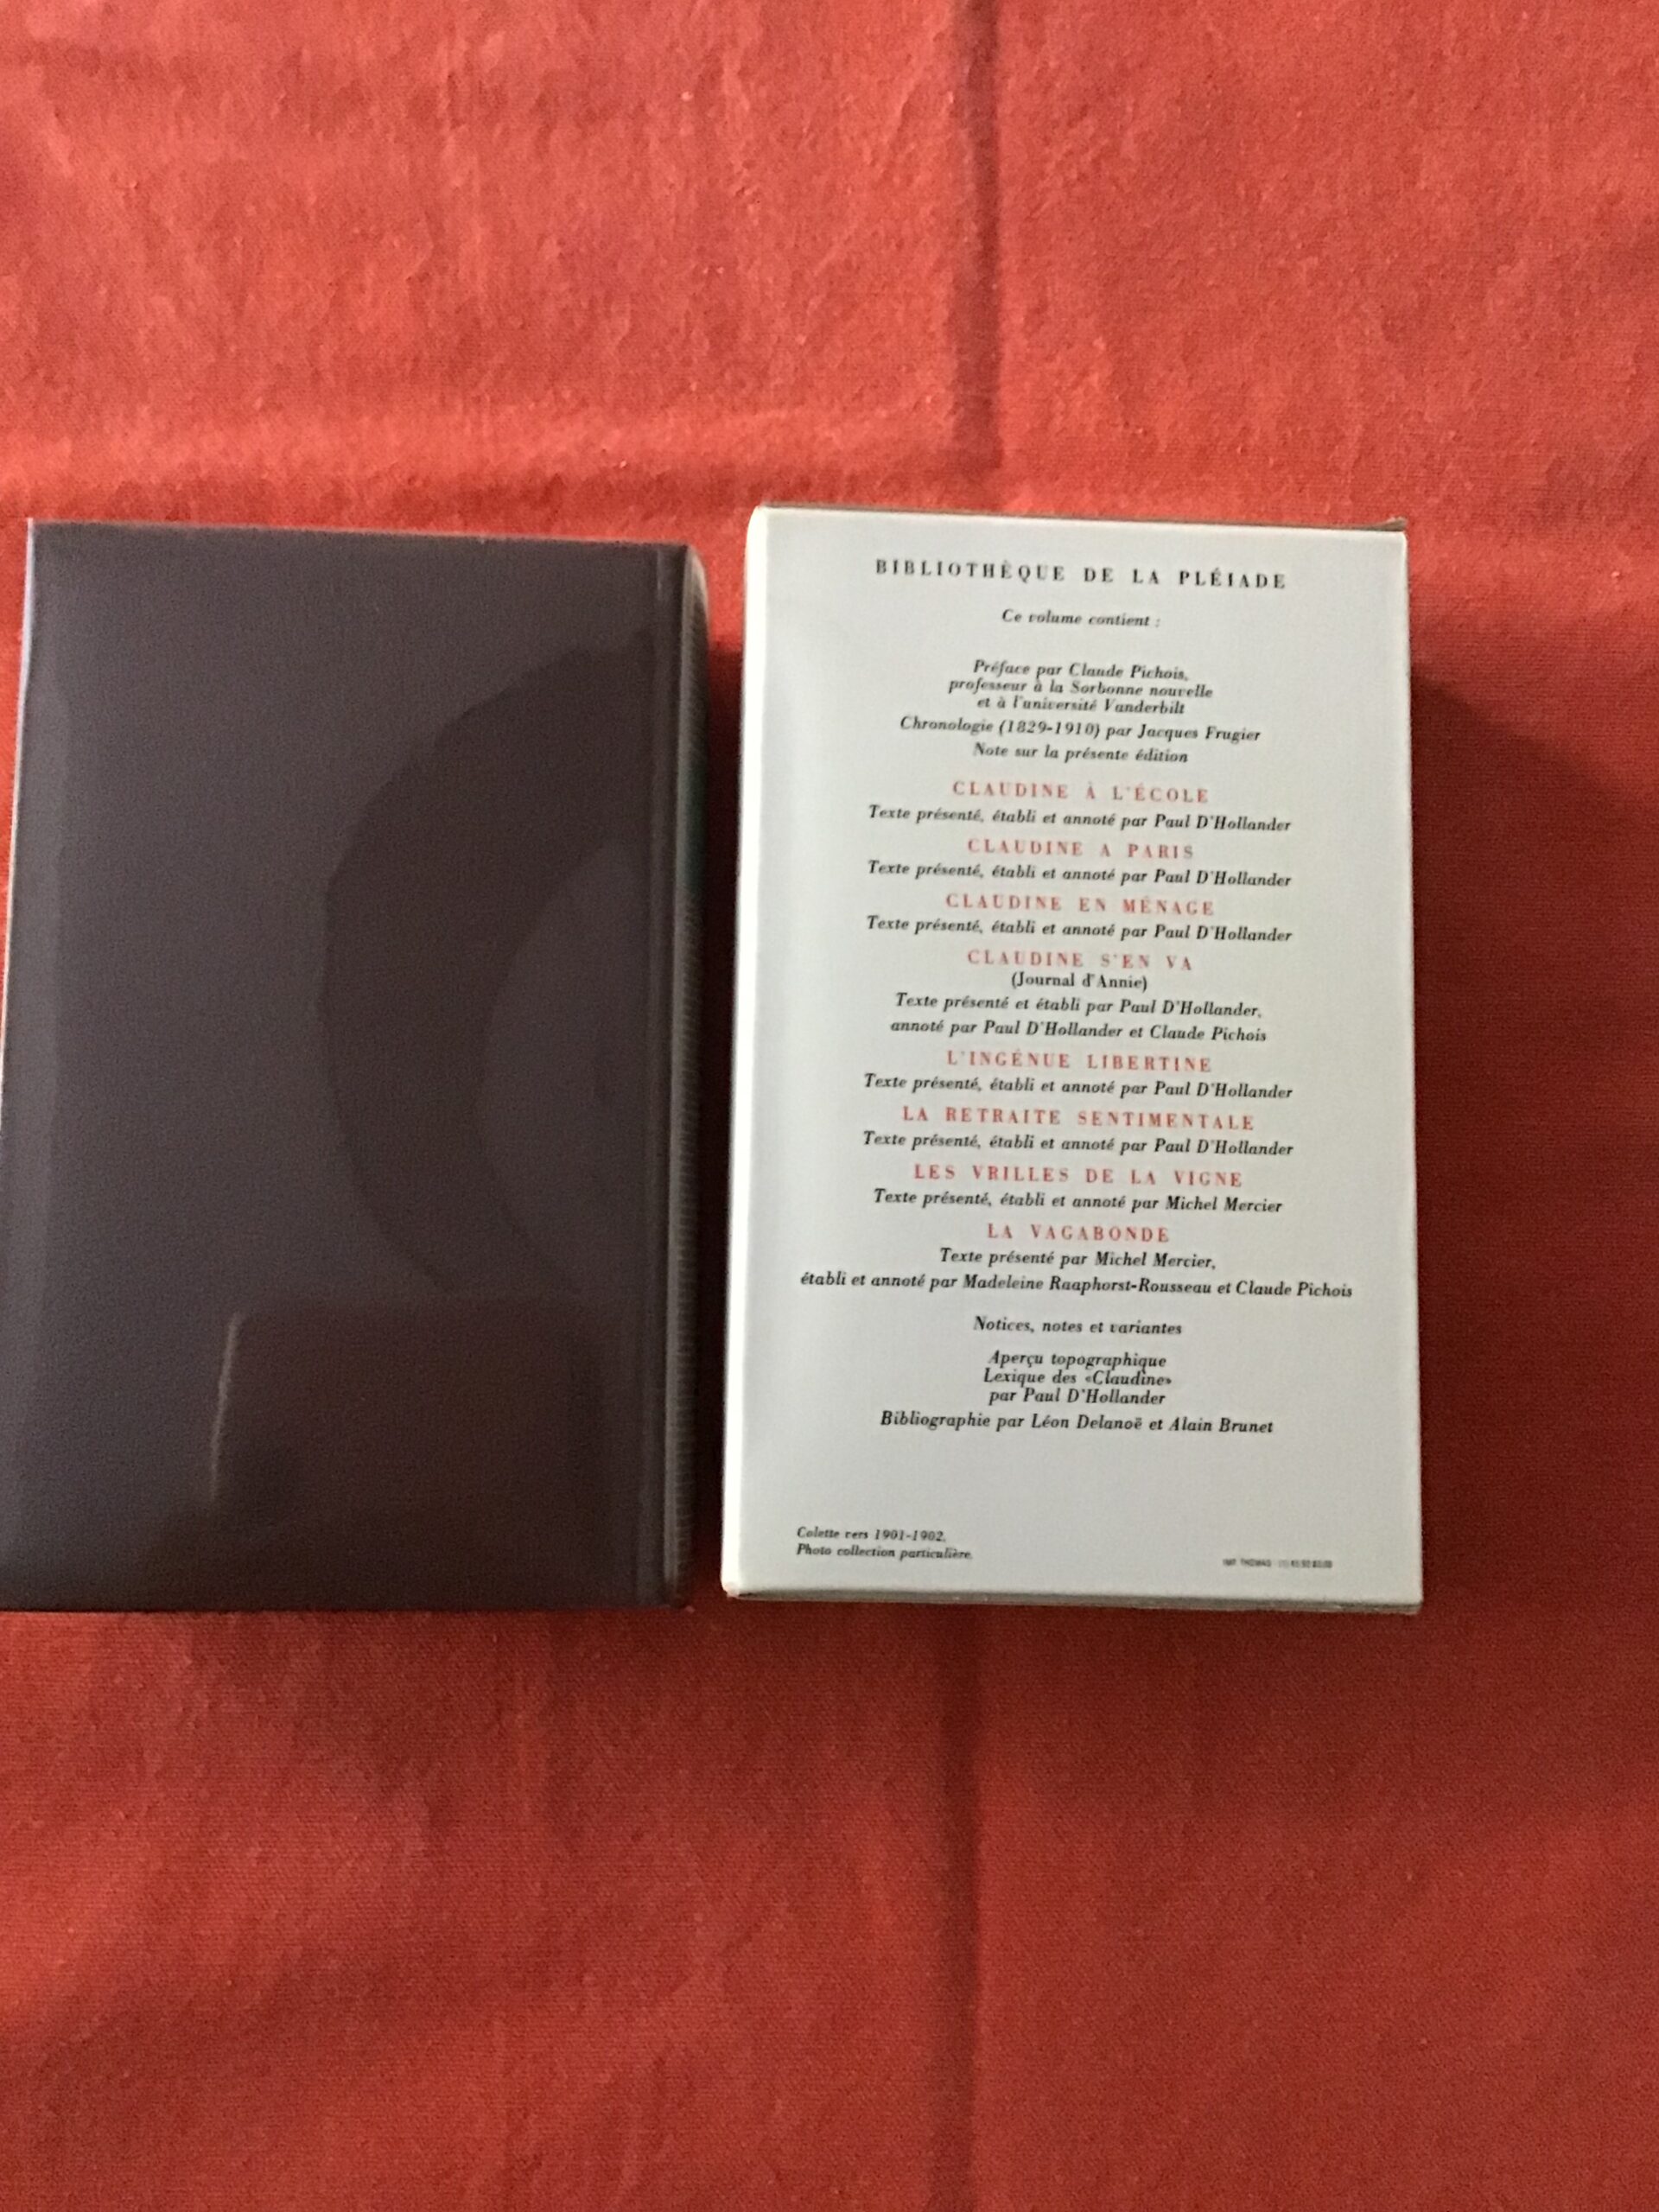 BIBLIOTHÈQUE DE LA PLÉIADE
Ce volume contient :
Préface par Claude Pichois,
professeur à la Sorbonne nouvelle
et à l'université Vanderbilt
Chronologie (1829-1910) par Jacques Frugier
Note sur la présente édition
CLAUDINE À L'ÉCOLE
Texte présenté, établi et annoté par Paul D'Hollander
CLAUDINE A PARIS
Texte présenté, établi et annoté par Paul D'Hollander
CLAUDINE EN MÉNAGE
Texte présenté, établi et annoté par Paul D'Hollander
CLAUDINE S'EN VA
(Journal d'Annie)
Texte présenté et établi par Paul D'Hollander,
annoté par Paul D'Hollander et Claude Pichois
L'INGÉNUE LIBERTINE
Texte présenté, établi et annoté par Paul D'Hollander
LA RETRAITE SENTIMENTALE
Texte présenté, établi et annoté par Paul D'Hollander
LES VRILLES DE LA VIGNE
Texte présenté, établi et annoté par Michel Mercier
LA VAGABONDE
Texte présenté par Michel Mercier,
établi et annoté par Madeleine Raaphorst-Rousseau et Claude Pichois
Notices, notes et variantes
Aperçu topographique
Lexique des «Claudine»
par Paul D'Hollander
Bibliographie par Léon Delanoë et Alain Brunet
Colette vers 1901-1902.
Photo collection particulière.
THOMAS